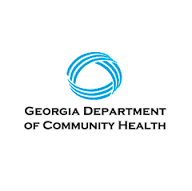 GEORGIA DEPARTMENT
OF COMMUNITY HEALTH